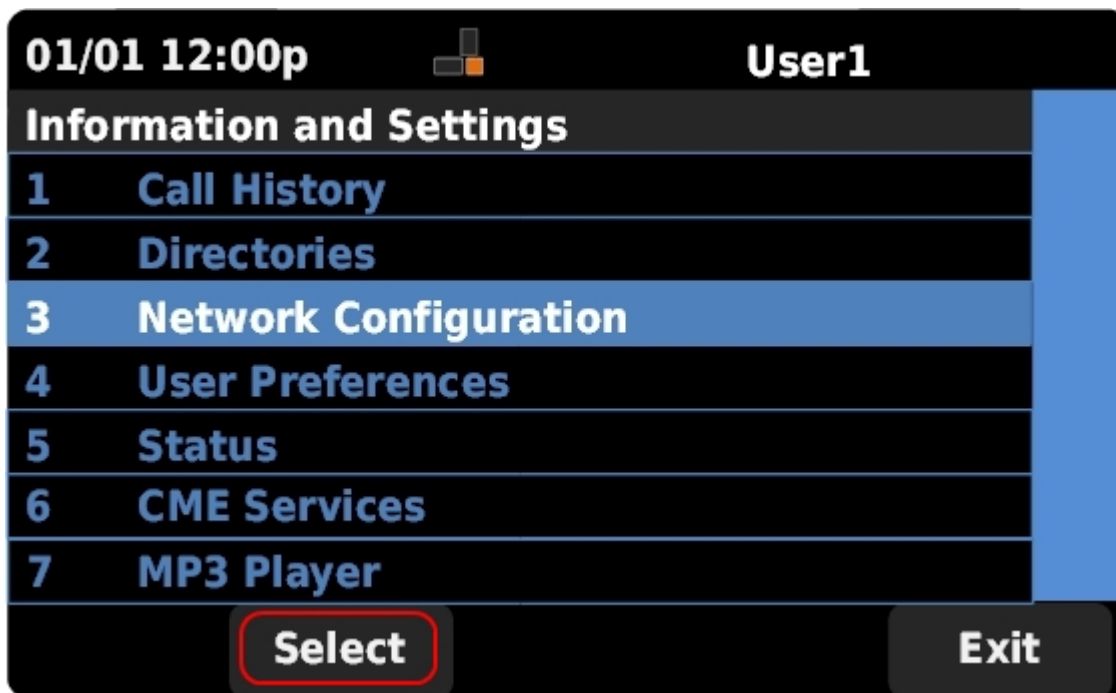 01/01 12:00p User1
Information and Settings
1 Call History
2 Directories
3 Network Configuration
4 User Preferences
5 Status
6 CME Services
7 MP3 Player
Select Exit